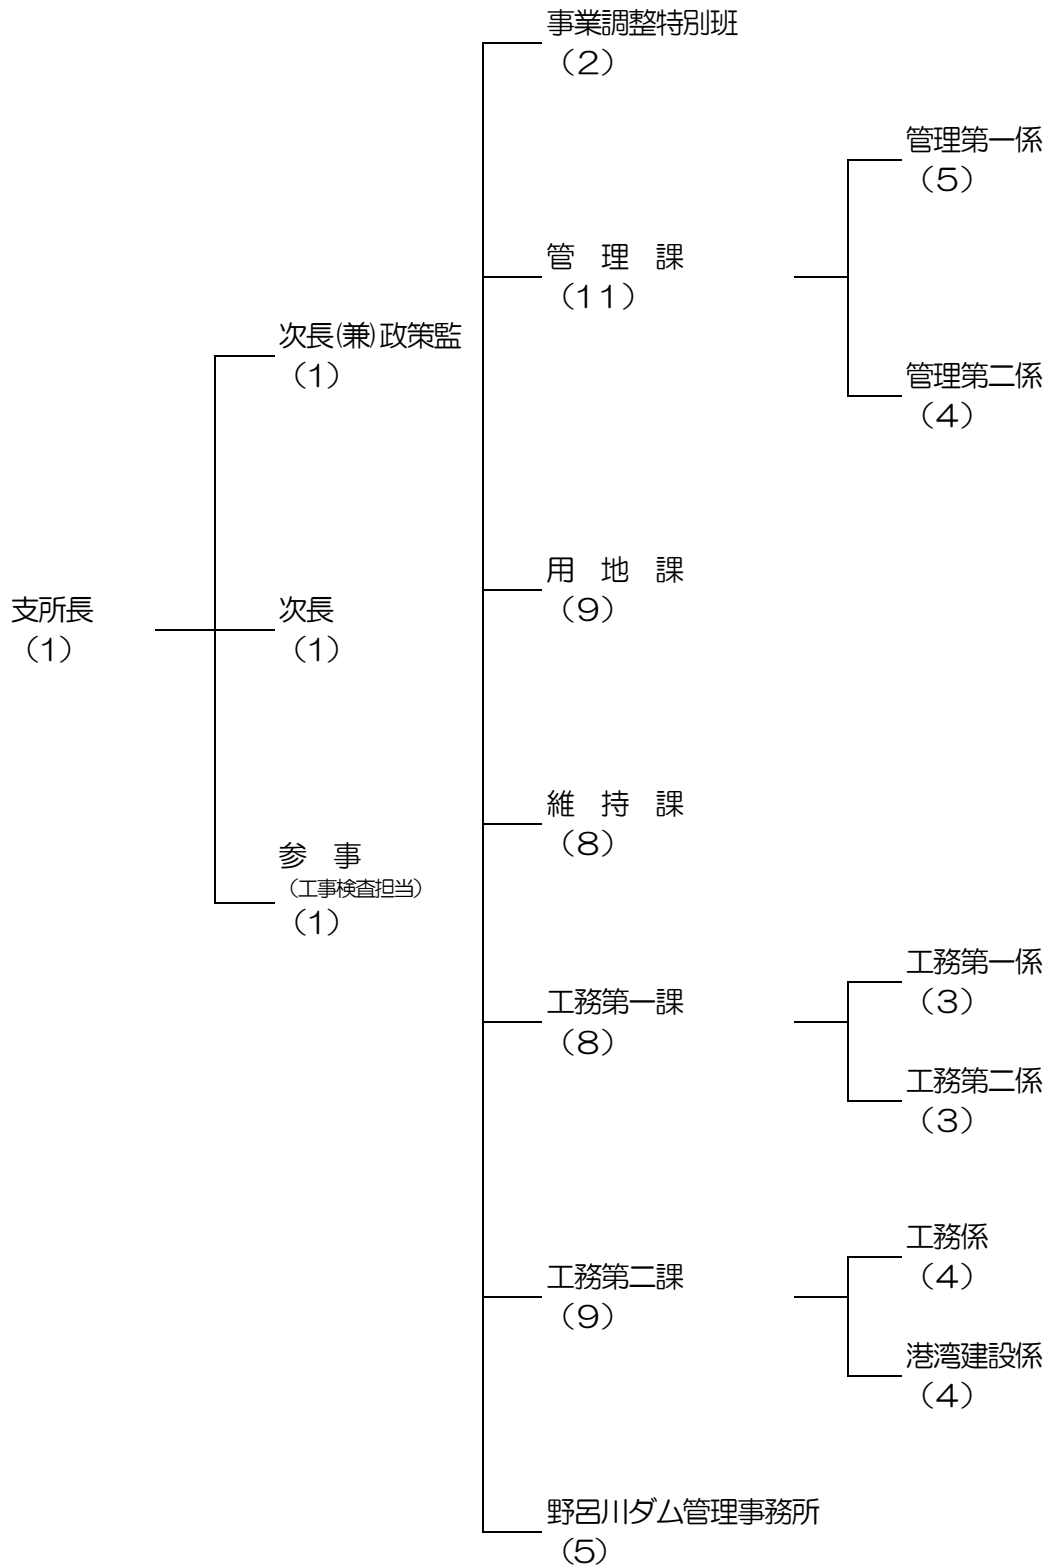 支所長
（1）
次長(兼)政策監
（1）
次長
（1）
参　事
（工事検査担当）
（1）
事業調整特別班
（2）
管　理　課
（11）
管理第一係
（5）
管理第二係
（4）
用　地　課
（9）
維　持　課
（8）
工務第一課
（8）
工務第一係
（3）
工務第二係
（3）
工務第二課
（9）
工務係
（4）
港湾建設係
（4）
野呂川ダム管理事務所
（5）